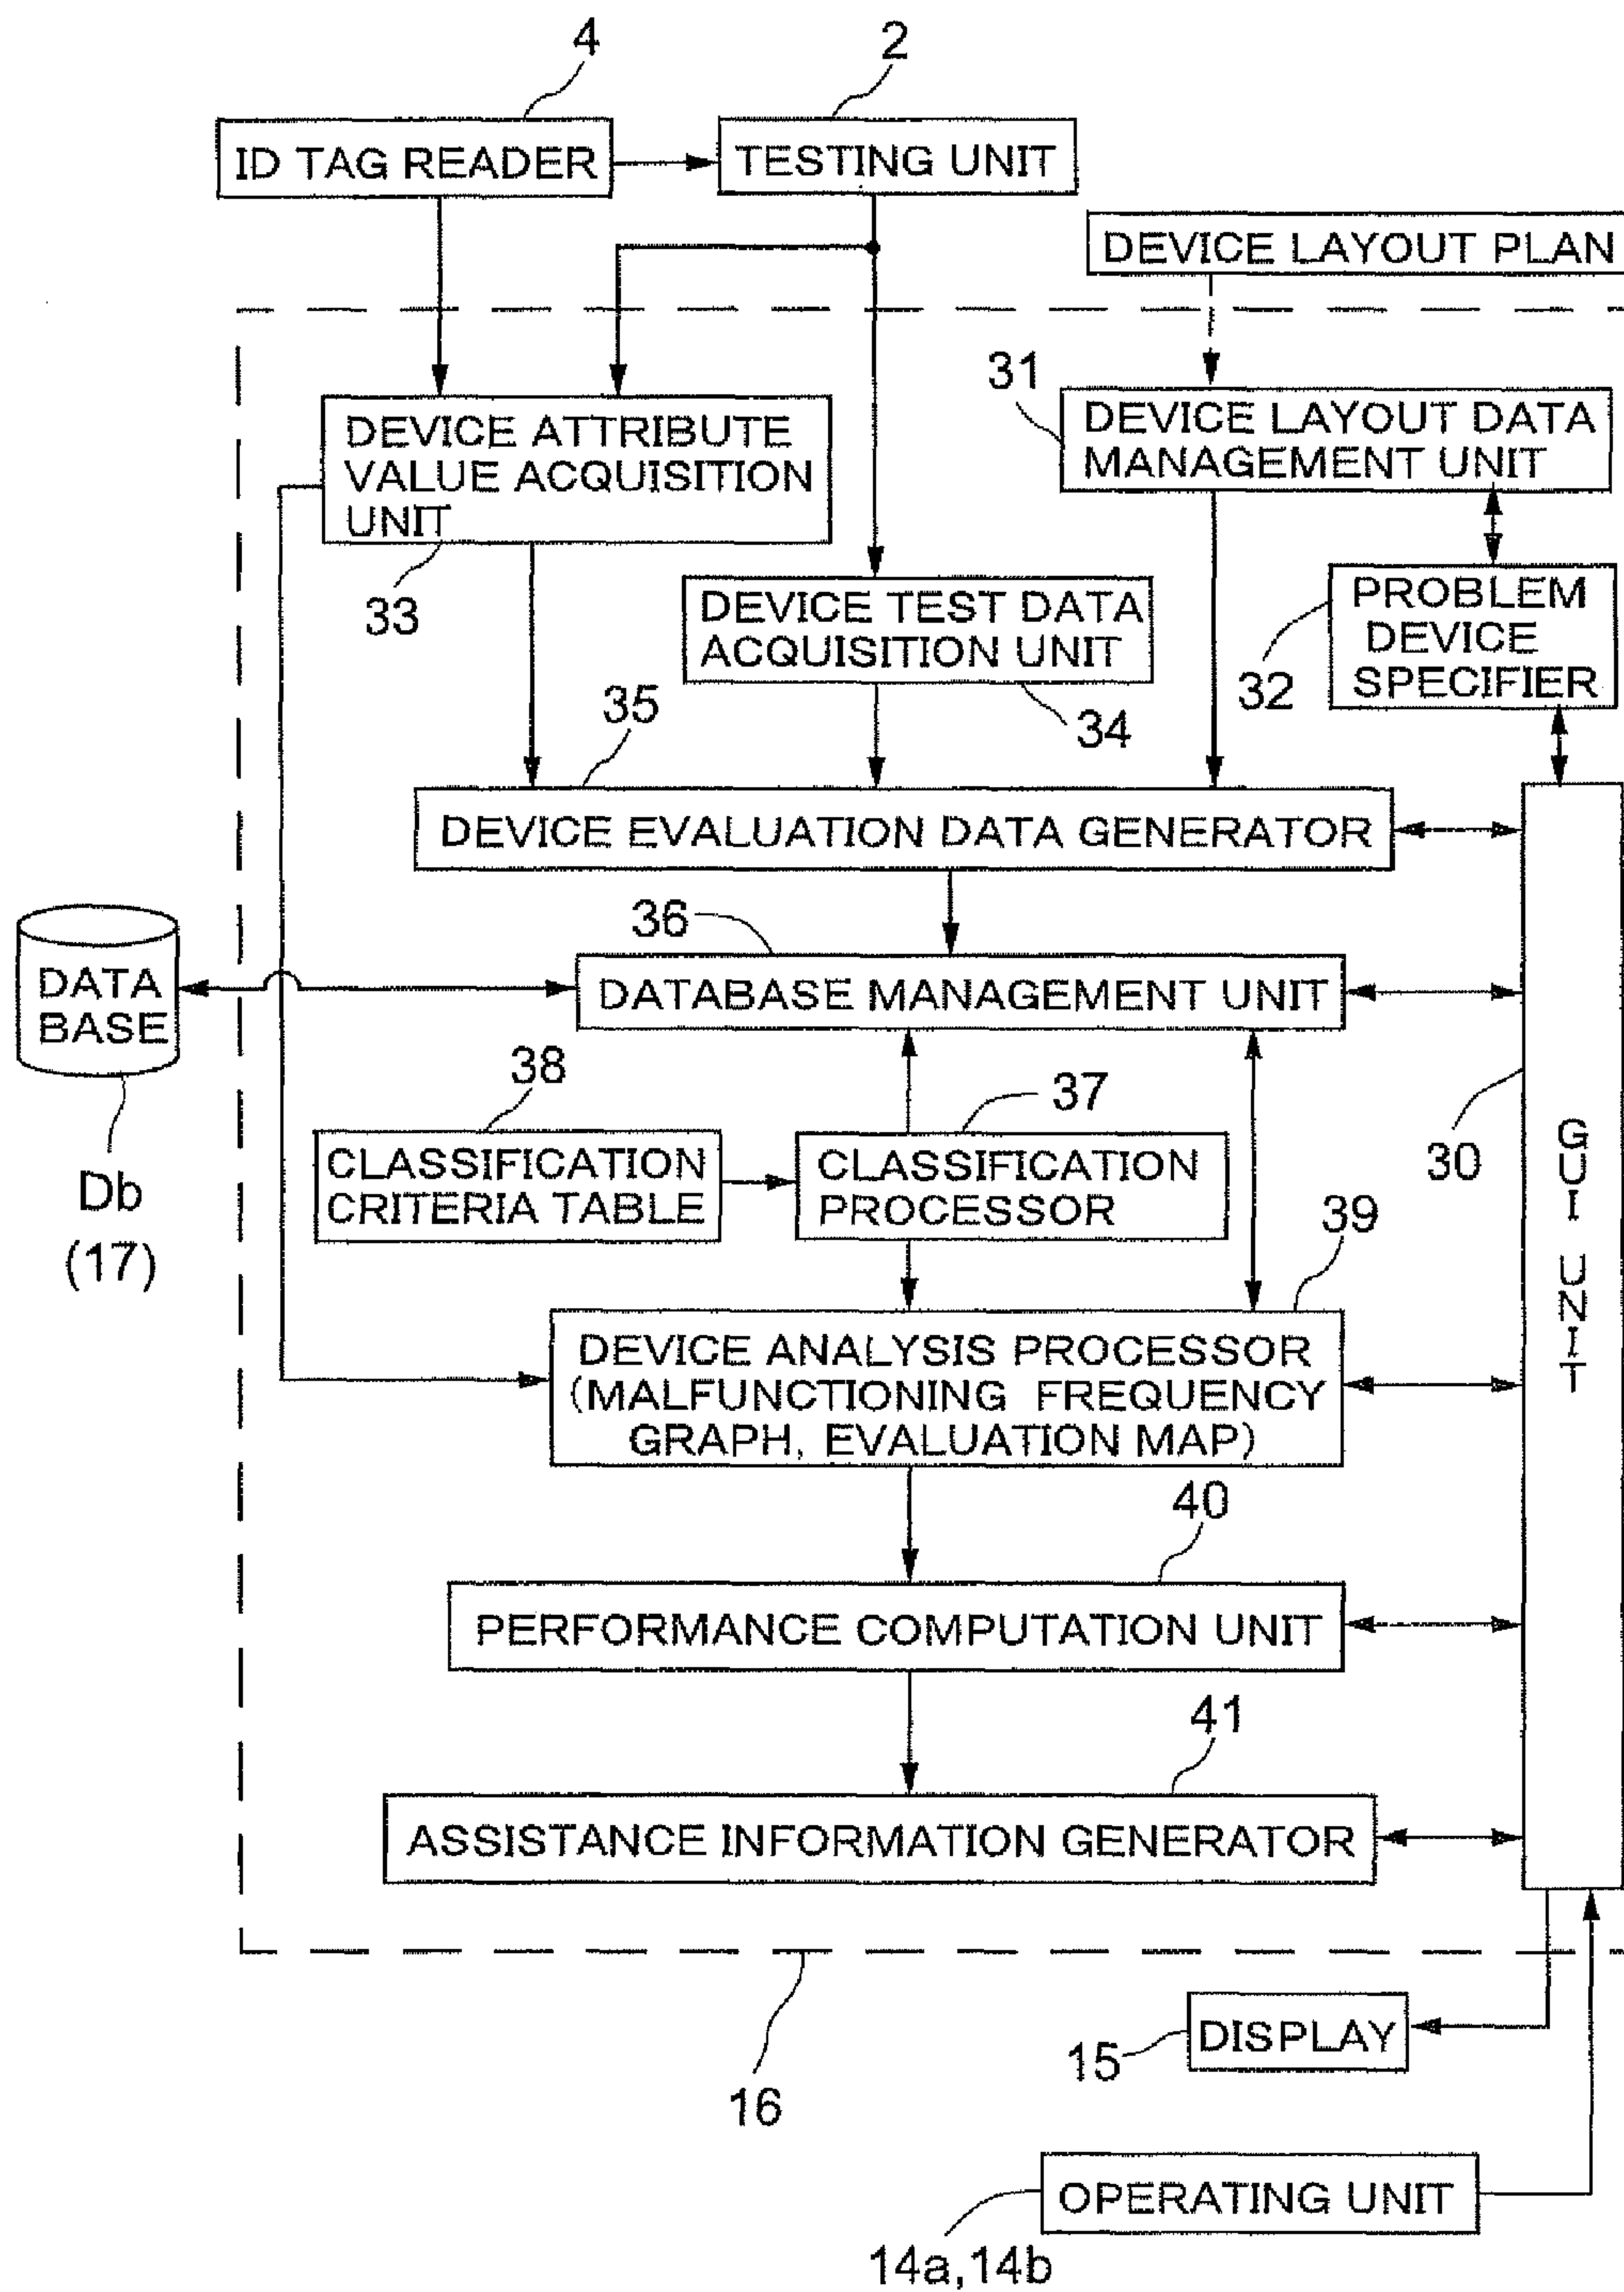 4
2
ID TAG READER
TESTING UNIT
DEVICE LAYOUT PLAN
31
DEVICE LAYOUT DATA
MANAGEMENT UNIT
DEVICE ATTRIBUTE
VALUE ACQUISITION
UNIT
33
DEVICE TEST DATA
ACQUISITION UNIT
34
PROBLEM
DEVICE
SPECIFIER
32
35
DEVICE EVALUATION DATA GENERATOR
36
DATA
BASE
Db
(17)
DATABASE MANAGEMENT UNIT
38
37
CLASSIFICATION
CRITERIA TABLE
CLASSIFICATION
PROCESSOR
30
GUI UNIT
39
DEVICE ANALYSIS PROCESSOR
(MALFUNCTIONING FREQUENCY
GRAPH, EVALUATION MAP)
40
PERFORMANCE COMPUTATION UNIT
41
ASSISTANCE INFORMATION GENERATOR
16
15
DISPLAY
OPERATING UNIT
14a,14b